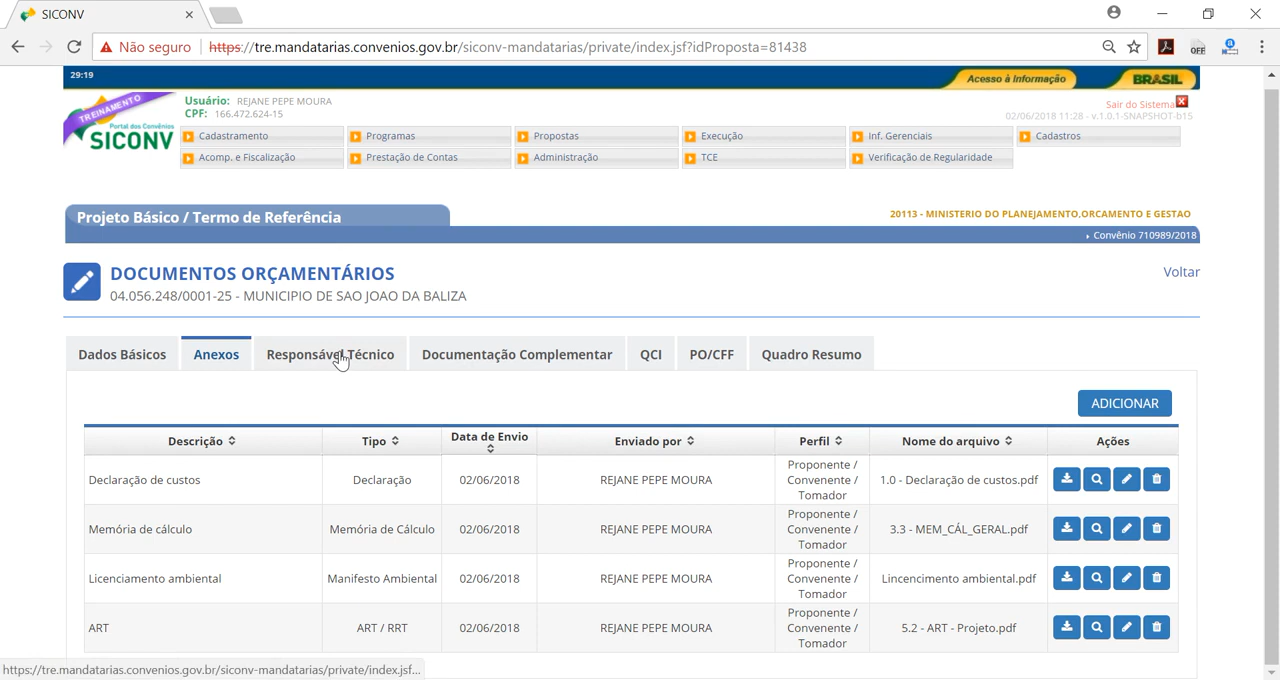 SICONV
Não seguro https://tre.mandatarias.convenios.gov.br/siconv-mandatarias/private/index.jsf?idProposta=81438
29:19 Acesso à Informação BRASIL
TREINAMENTO
Portal dos Convênios
SICONV
Usuário: REJANE PEPE MOURA
CPF: 166.472.624-15
Sair do Sistema
02/06/2018 11:28 - v.1.0.1-SNAPSHOT-b15
Cadastramento Programas Propostas Execução Inf. Gerenciais Cadastros
Acomp. e Fiscalização Prestação de Contas Administração TCE Verificação de Regularidade
Projeto Básico / Termo de Referência
20113 - MINISTERIO DO PLANEJAMENTO,ORCAMENTO E GESTAO
Convênio 710989/2018
DOCUMENTOS ORÇAMENTÁRIOS
Voltar
04.056.248/0001-25 - MUNICIPIO DE SAO JOAO DA BALIZA
Dados Básicos Anexos Responsável Técnico Documentação Complementar QCI PO/CFF Quadro Resumo
ADICIONAR
Descrição Tipo Data de Envio Enviado por Perfil Nome do arquivo Ações
Declaração de custos Declaração 02/06/2018 REJANE PEPE MOURA Proponente / Convenente / Tomador 1.0 - Declaração de custos.pdf
Memória de cálculo Memória de Cálculo 02/06/2018 REJANE PEPE MOURA Proponente / Convenente / Tomador 3.3 - MEM_CÁL_GERAL.pdf
Licenciamento ambiental Manifesto Ambiental 02/06/2018 REJANE PEPE MOURA Proponente / Convenente / Tomador Lincencimento ambiental.pdf
ART ART / RRT 02/06/2018 REJANE PEPE MOURA Proponente / Convenente / Tomador 5.2 - ART - Projeto.pdf
https://tre.mandatarias.convenios.gov.br/siconv-mandatarias/private/index.jsf...